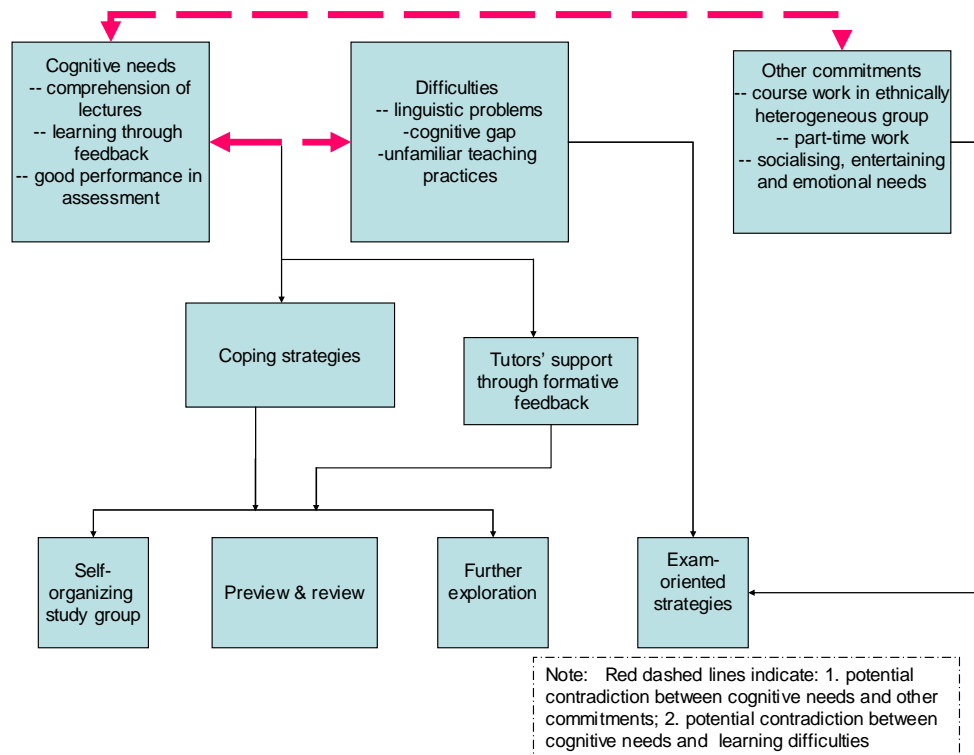 Cognitive needs
-- comprehension of
lectures
-- learning through
feedback
-- good performance in
assessment
Difficulties
-- linguistic problems
-cognitive gap
-unfamiliar teaching
practices
Other commitments
-- course work in ethnically
heterogeneous group
-- part-time work
-- socialising, entertaining
and emotional needs
Coping strategies
Tutors' support
through formative
feedback
Self-
organizing
study group
Preview & review
Further
exploration
Exam-
oriented
strategies
Note: Red dashed lines indicate: 1. potential
contradiction between cognitive needs and other
commitments; 2. potential contradiction between
cognitive needs and learning difficulties